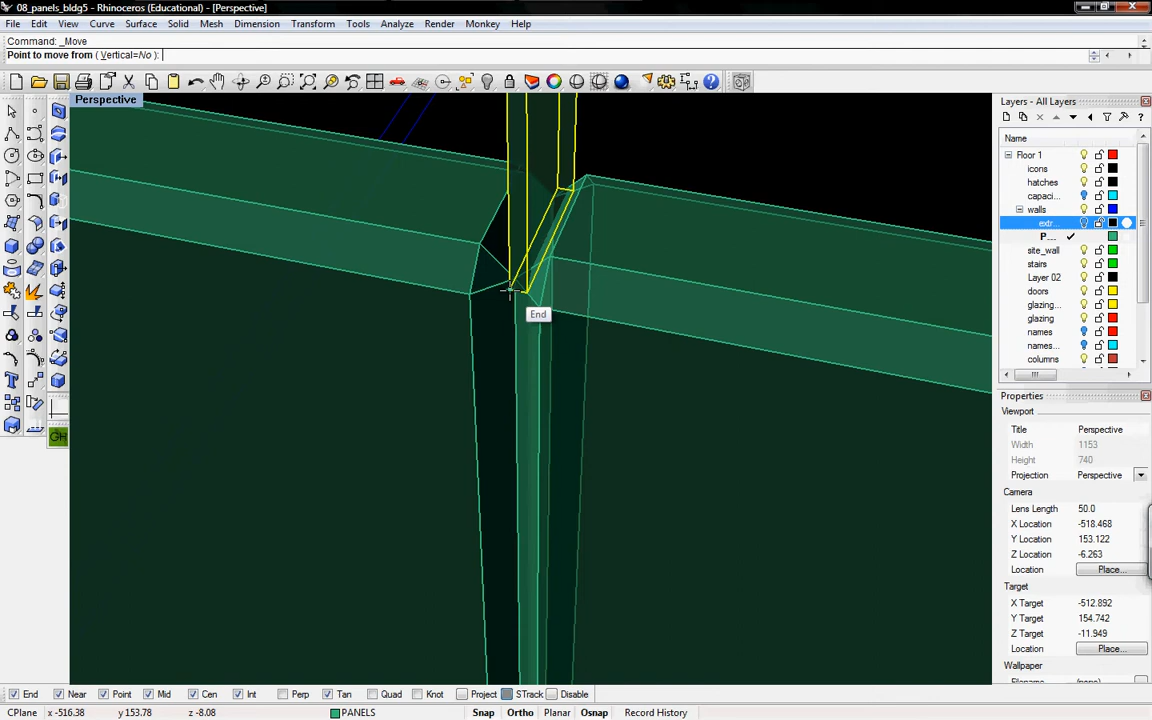 08_panels_bldg5 - Rhinoceros (Educational) - [Perspective]
File Edit View Curve Surface Solid Mesh Dimension Transform Tools Analyze Render Monkey Help
Command: _Move
Point to move from ( Vertical=No ):
Perspective
End
Layers - All Layers
Name
Floor 1
icons
hatches
capaci...
walls
extr...
P...
site_wall
stairs
Layer 02
doors
glazing...
glazing
names
names...
columns
Properties
Viewport
Title Perspective
Width 1153
Height 740
Projection Perspective
Camera
Lens Length 50.0
X Location -518.468
Y Location 153.122
Z Location -6.263
Location Place...
Target
X Target -512.892
Y Target 154.742
Z Target -11.949
Location Place...
Wallpaper
GH
End Near Point Mid Cen Int Perp Tan Quad Knot Project STrack Disable
CPlane x -516.38 y 153.78 z -8.08 PANELS Snap Ortho Planar Osnap Record History